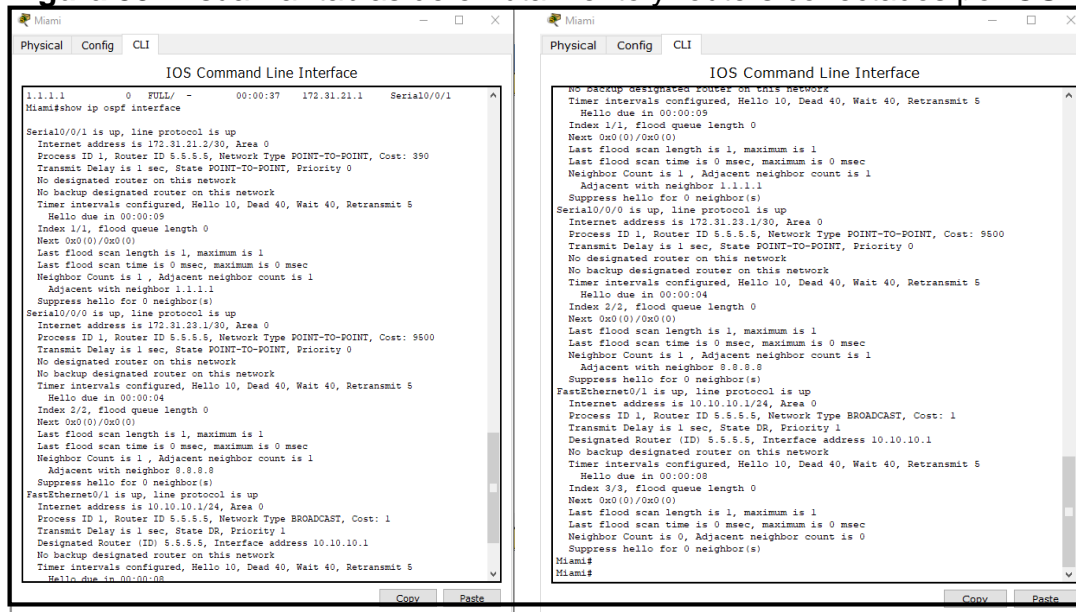 Miami
Physical Config CLI
IOS Command Line Interface
1.1.1.1 0 FULL/ - 00:00:37 172.31.21.1 Serial0/0/1
Miami#show ip ospf interface
Serial0/0/1 is up, line protocol is up
Internet address is 172.31.21.2/30, Area 0
Process ID 1, Router ID 5.5.5.5, Network Type POINT-TO-POINT, Cost: 390
Transmit Delay is 1 sec, State POINT-TO-POINT, Priority 0
No designated router on this network
No backup designated router on this network
Timer intervals configured, Hello 10, Dead 40, Wait 40, Retransmit 5
Hello due in 00:00:09
Index 1/1, flood queue length 0
Next 0x0(0)/0x0(0)
Last flood scan length is 1, maximum is 1
Last flood scan time is 0 msec, maximum is 0 msec
Neighbor Count is 1 , Adjacent neighbor count is 1
Adjacent with neighbor 1.1.1.1
Suppress hello for 0 neighbor(s)
Serial0/0/0 is up, line protocol is up
Internet address is 172.31.23.1/30, Area 0
Process ID 1, Router ID 5.5.5.5, Network Type POINT-TO-POINT, Cost: 9500
Transmit Delay is 1 sec, State POINT-TO-POINT, Priority 0
No designated router on this network
No backup designated router on this network
Timer intervals configured, Hello 10, Dead 40, Wait 40, Retransmit 5
Hello due in 00:00:04
Index 2/2, flood queue length 0
Next 0x0(0)/0x0(0)
Last flood scan length is 1, maximum is 1
Last flood scan time is 0 msec, maximum is 0 msec
Neighbor Count is 1 , Adjacent neighbor count is 1
Adjacent with neighbor 8.8.8.8
Suppress hello for 0 neighbor(s)
FastEthernet0/1 is up, line protocol is up
Internet address is 10.10.10.1/24, Area 0
Process ID 1, Router ID 5.5.5.5, Network Type BROADCAST, Cost: 1
Transmit Delay is 1 sec, State DR, Priority 1
Designated Router (ID) 5.5.5.5, Interface address 10.10.10.1
No backup designated router on this network
Timer intervals configured, Hello 10, Dead 40, Wait 40, Retransmit 5
Hello due in 00:00:08
Copy Paste
Miami
Physical Config CLI
IOS Command Line Interface
No backup designated router on this network
Timer intervals configured, Hello 10, Dead 40, Wait 40, Retransmit 5
Hello due in 00:00:09
Index 1/1, flood queue length 0
Next 0x0(0)/0x0(0)
Last flood scan length is 1, maximum is 1
Last flood scan time is 0 msec, maximum is 0 msec
Neighbor Count is 1 , Adjacent neighbor count is 1
Adjacent with neighbor 1.1.1.1
Suppress hello for 0 neighbor(s)
Serial0/0/0 is up, line protocol is up
Internet address is 172.31.23.1/30, Area 0
Process ID 1, Router ID 5.5.5.5, Network Type POINT-TO-POINT, Cost: 9500
Transmit Delay is 1 sec, State POINT-TO-POINT, Priority 0
No designated router on this network
No backup designated router on this network
Timer intervals configured, Hello 10, Dead 40, Wait 40, Retransmit 5
Hello due in 00:00:04
Index 2/2, flood queue length 0
Next 0x0(0)/0x0(0)
Last flood scan length is 1, maximum is 1
Last flood scan time is 0 msec, maximum is 0 msec
Neighbor Count is 1 , Adjacent neighbor count is 1
Adjacent with neighbor 8.8.8.8
Suppress hello for 0 neighbor(s)
FastEthernet0/1 is up, line protocol is up
Internet address is 10.10.10.1/24, Area 0
Process ID 1, Router ID 5.5.5.5, Network Type BROADCAST, Cost: 1
Transmit Delay is 1 sec, State DR, Priority 1
Designated Router (ID) 5.5.5.5, Interface address 10.10.10.1
No backup designated router on this network
Timer intervals configured, Hello 10, Dead 40, Wait 40, Retransmit 5
Hello due in 00:00:08
Index 3/3, flood queue length 0
Next 0x0(0)/0x0(0)
Last flood scan length is 1, maximum is 1
Last flood scan time is 0 msec, maximum is 0 msec
Neighbor Count is 0, Adjacent neighbor count is 0
Suppress hello for 0 neighbor(s)
Miami#
Miami#
Copy Paste